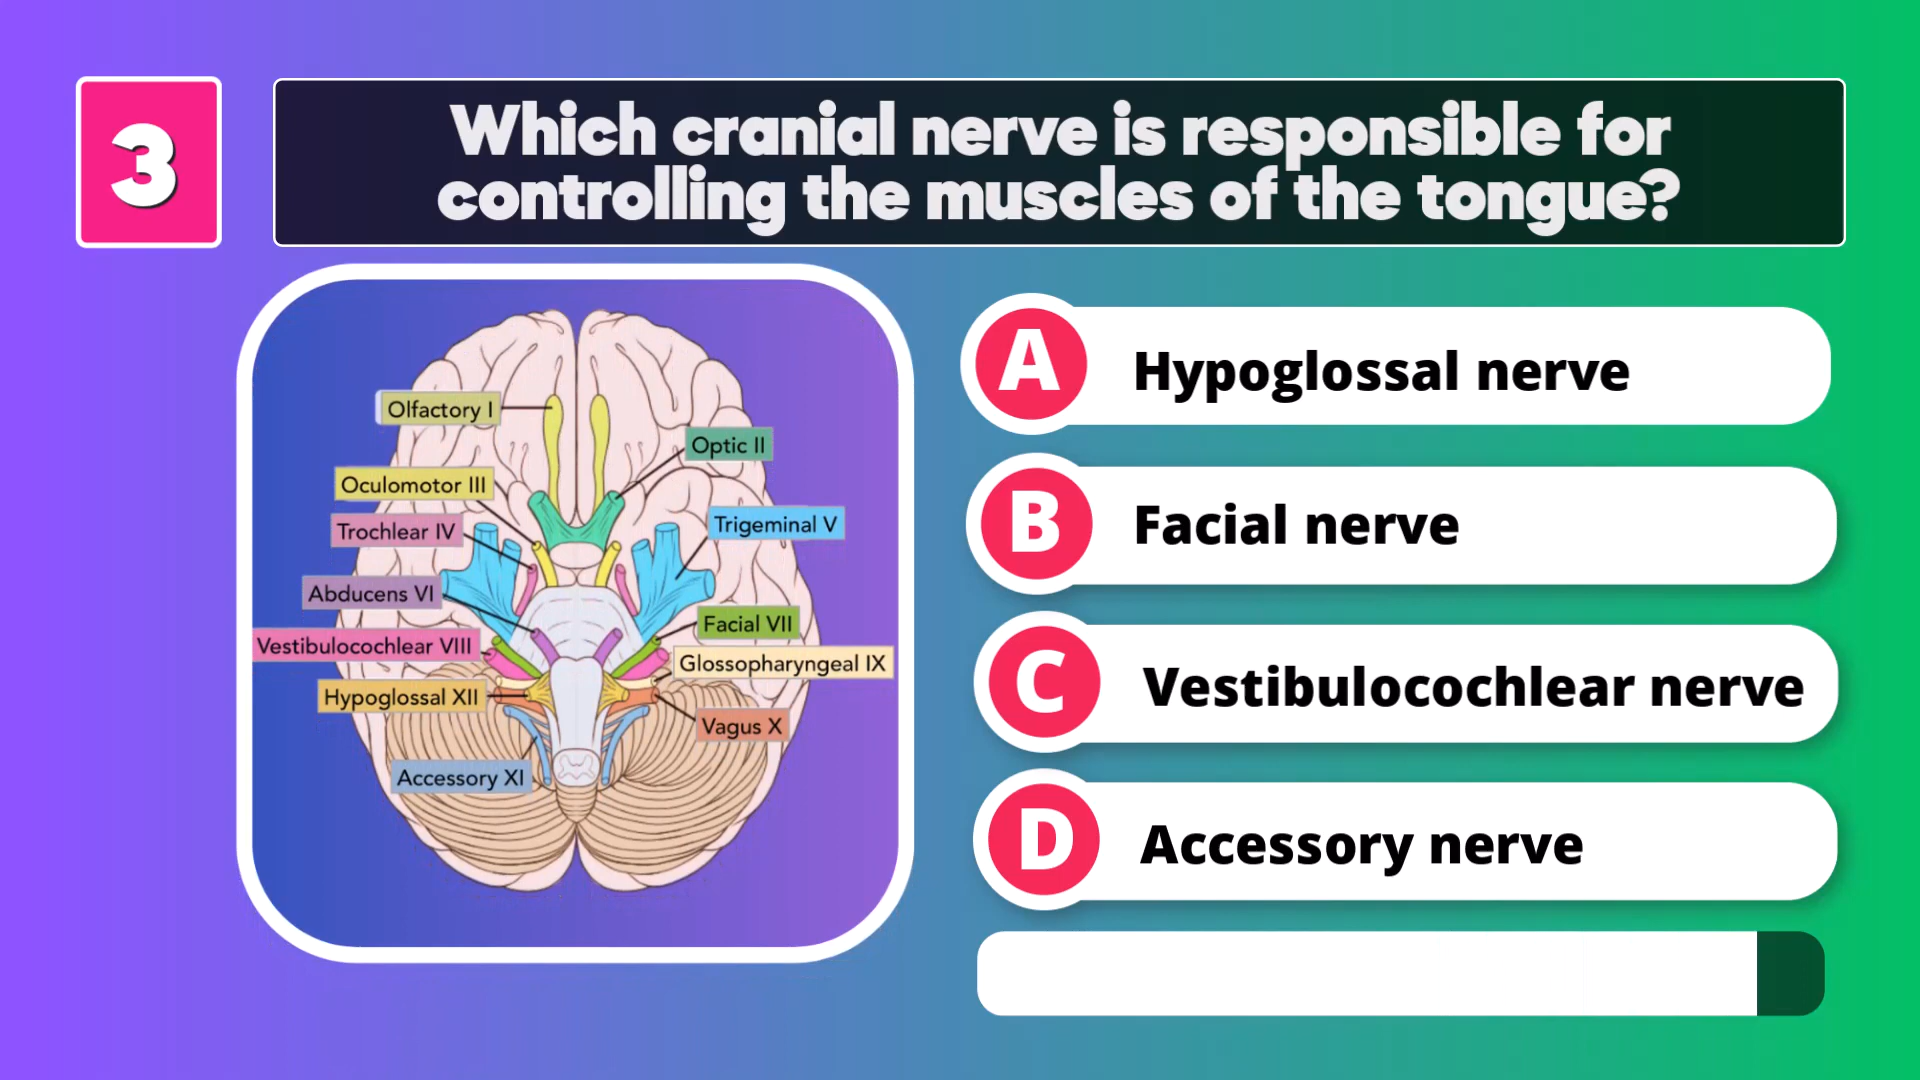 3
Which cranial nerve is responsible for
controlling the muscles of the tongue?
Olfactory I
Optic II
Oculomotor III
Trochlear IV
Trigeminal V
Abducens VI
Facial VII
Vestibulocochlear VIII
Glossopharyngeal IX
Hypoglossal XII
Vagus X
Accessory XI
A Hypoglossal nerve
B Facial nerve
C Vestibulocochlear nerve
D Accessory nerve